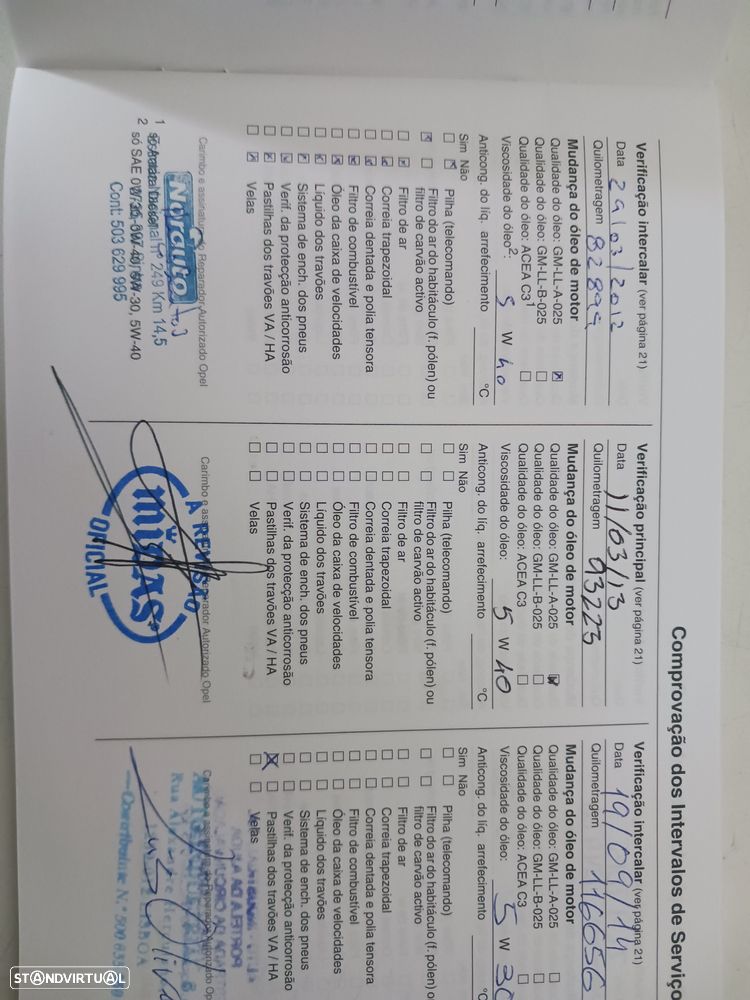 Comprovação dos Intervalos de Serviço
Verificação intercalar (ver página 21)
Data 29/03/2012
Quilometragem 82899
Mudança do óleo de motor
Qualidade do óleo: GM-LL-A-025
Qualidade do óleo: GM-LL-B-025
Qualidade do óleo: ACEA C3 1
Viscosidade do óleo 2: 5 W 40
Anticong. do líq. arrefecimento °C
Sim Não
Pilha (telecomando)
Filtro do ar do habitáculo (f. pólen) ou
filtro de carvão activo
Filtro de ar
Correia trapezoidal
Correia dentada e polia tensora
Filtro de combustível
Óleo da caixa de velocidades
Líquido dos travões
Sistema de ench. dos pneus
Verif. da protecção anticorrosão
Pastilhas dos travões VA / HA
Velas
Carimbo e assinatura do Reparador Autorizado Opel
Norauto
249 Km 14,5
Cont: 503 629 995
1
2 só SAE 0W-30, 0W-40, 5W-30, 5W-40
Verificação principal (ver página 21)
Data 11/03/13
Quilometragem 93223
Mudança do óleo de motor
Qualidade do óleo: GM-LL-A-025
Qualidade do óleo: GM-LL-B-025
Qualidade do óleo: ACEA C3
Viscosidade do óleo: 5 W 40
Anticong. do líq. arrefecimento °C
Sim Não
Pilha (telecomando)
Filtro do ar do habitáculo (f. pólen) ou
filtro de carvão activo
Filtro de ar
Correia trapezoidal
Correia dentada e polia tensora
Filtro de combustível
Óleo da caixa de velocidades
Líquido dos travões
Sistema de ench. dos pneus
Verif. da protecção anticorrosão
Pastilhas dos travões VA / HA
Velas
Carimbo e assinatura do Reparador Autorizado Opel
A REVISÃO
midas
OFICIAL
Verificação intercalar (ver página 21)
Data 19/09/14
Quilometragem 116656
Mudança do óleo de motor
Qualidade do óleo: GM-LL-A-025
Qualidade do óleo: GM-LL-B-025
Qualidade do óleo: ACEA C3
Viscosidade do óleo: 5 W 30
Anticong. do líq. arrefecimento °C
Sim Não
Pilha (telecomando)
Filtro do ar do habitáculo (f. pólen) ou
filtro de carvão activo
Filtro de ar
Correia trapezoidal
Correia dentada e polia tensora
Filtro de combustível
Óleo da caixa de velocidades
Líquido dos travões
Sistema de ench. dos pneus
Verif. da protecção anticorrosão
Pastilhas dos travões VA / HA
Velas
STANDVIRTUAL